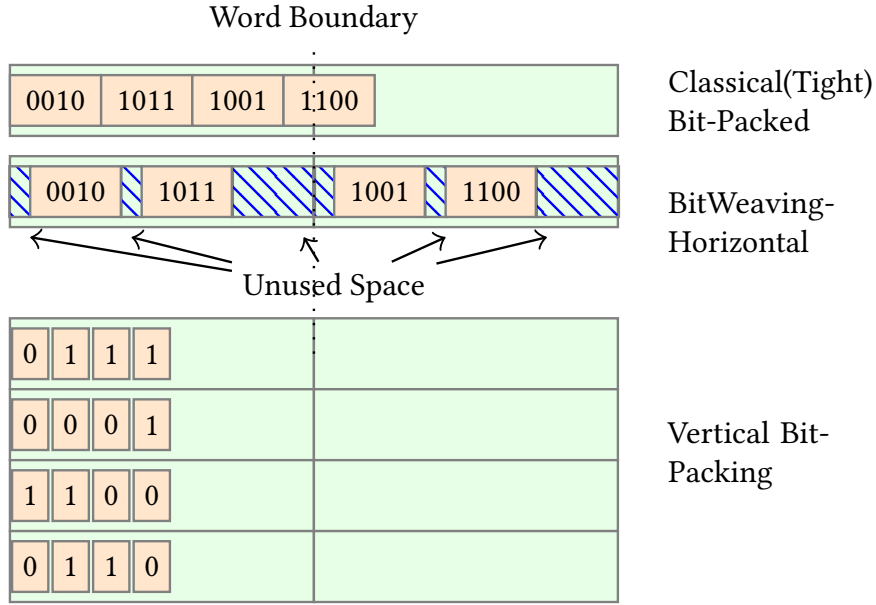 Word Boundary
0010 1011 1001 1100
Classical(Tight)
Bit-Packed
0010 1011 1001 1100
BitWeaving-
Horizontal
Unused Space
0 1 1 1
0 0 0 1
1 1 0 0
0 1 1 0
Vertical Bit-
Packing